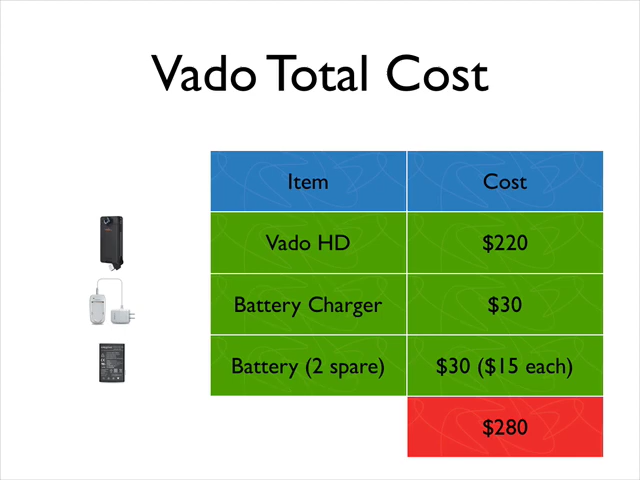 Vado Total Cost
Item Cost
Vado HD $220
Battery Charger $30
Battery (2 spare) $30 ($15 each)
$280